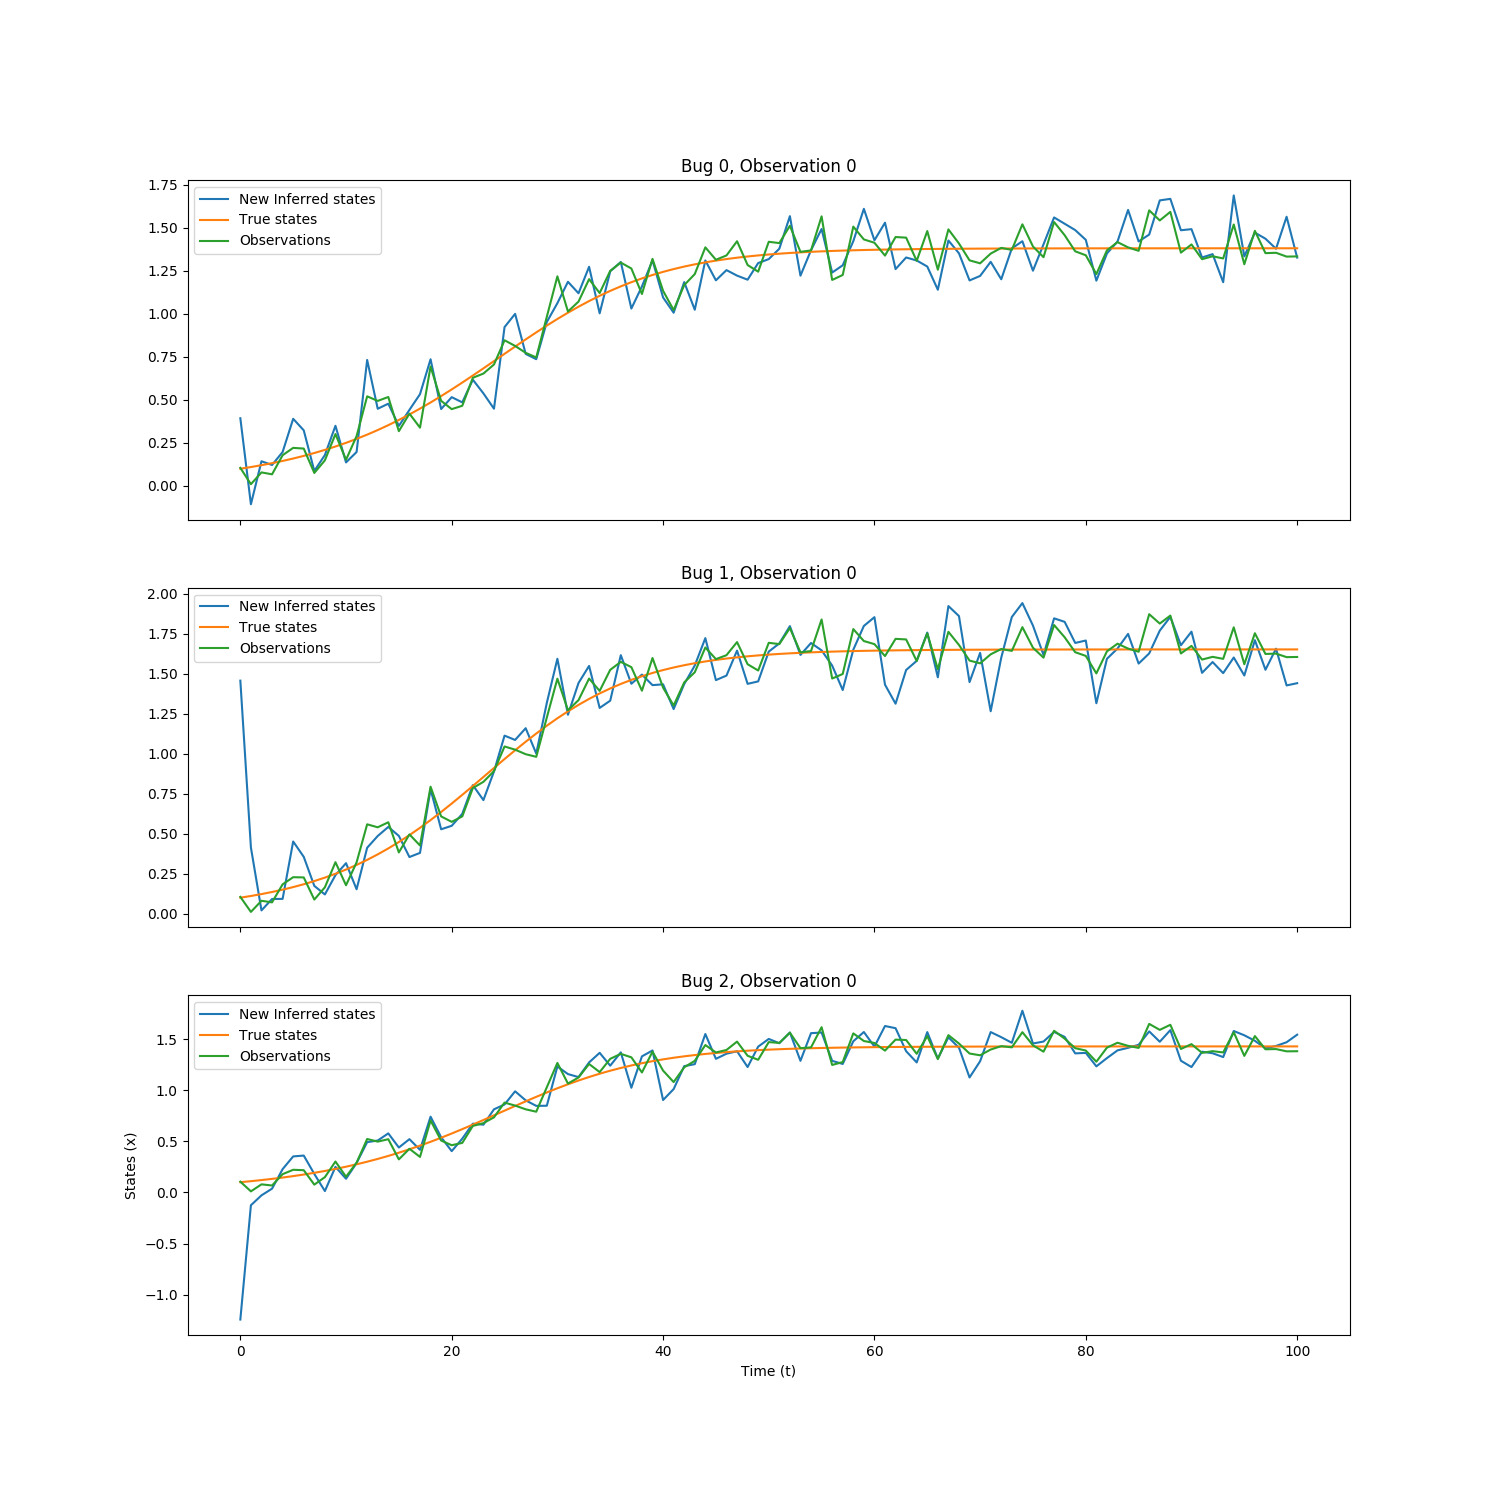 Bug 0, Observation 0
1.75
1.50
1.25
1.00
0.75
0.50
0.25
0.00
New Inferred states
True states
Observations
Bug 1, Observation 0
2.00
1.75
1.50
1.25
1.00
0.75
0.50
0.25
0.00
New Inferred states
True states
Observations
Bug 2, Observation 0
States (x)
1.5
1.0
0.5
0.0
−0.5
−1.0
New Inferred states
True states
Observations
0 20 40 60 80 100
Time (t)